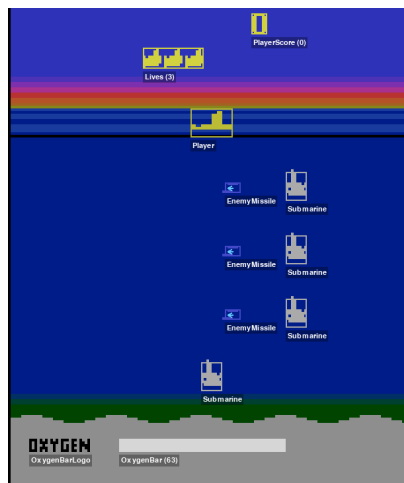 PlayerScore (0)
Lives (3)
Player
EnemyMissile
Submarine
EnemyMissile
Submarine
EnemyMissile
Submarine
Submarine
OXYGEN
OxygenBarLogo
OxygenBar (63)